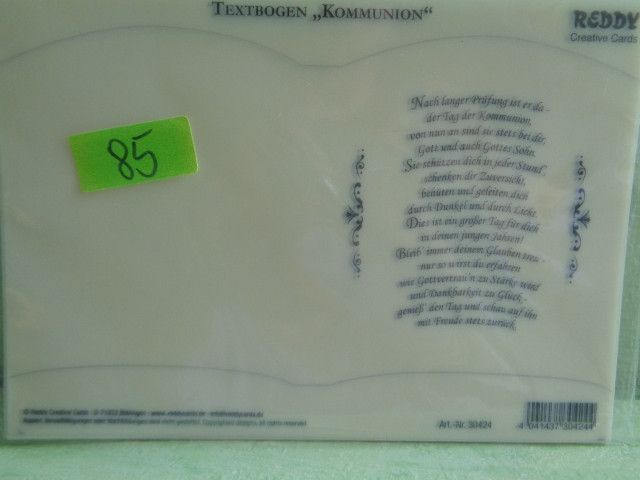 TEXTBOGEN „KOMMUNION“
REDDY
Creative Cards
85
Nach langer Prüfung ist er da -
der Tag der Kommunion,
von nun an sind sie stets bei dir,
Gott und auch Gottes Sohn.
Sie schützen dich in jeder Stund'
schenken dir Zuversicht,
behüten und geleiten dich
durch Dunkel und durch Licht.
Dies ist ein großer Tag für dich
in deinen jungen Jahren!
Bleib' immer deinem Glauben treu -
nur so wirst du erfahren
wie Gottvertrau'n zu Stärke wird
und Dankbarkeit zu Glück -
genieß' den Tag und schau auf ihn
mit Freude stets zurück.
© Reddy Creative Cards
Art.-Nr. 30424
4 041437 304244